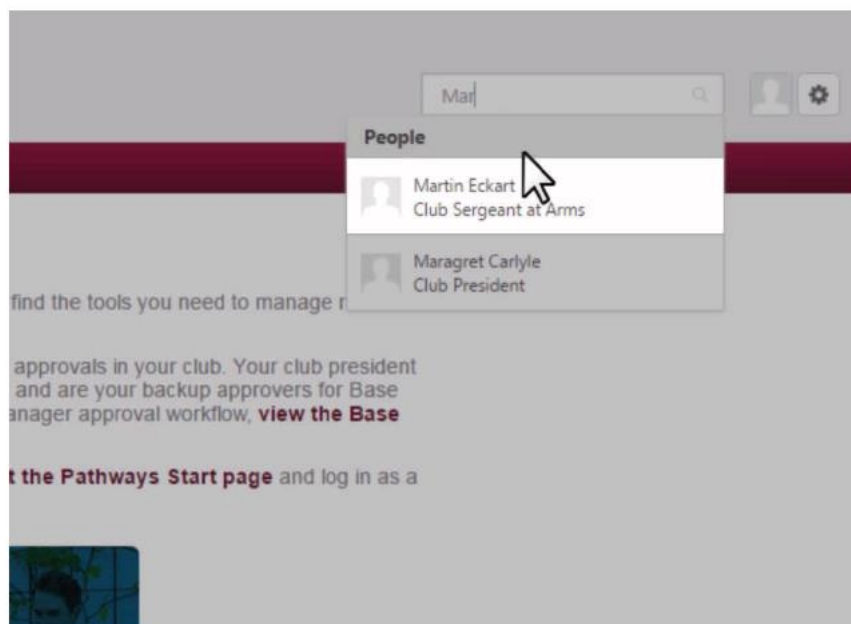 Mar
People
Martin Eckart
Club Sergeant at Arms
Maragret Carlyle
Club President
find the tools you need to manage
approvals in your club. Your club president
and are your backup approvers for Base
anager approval workflow, view the Base
t the Pathways Start page and log in as a